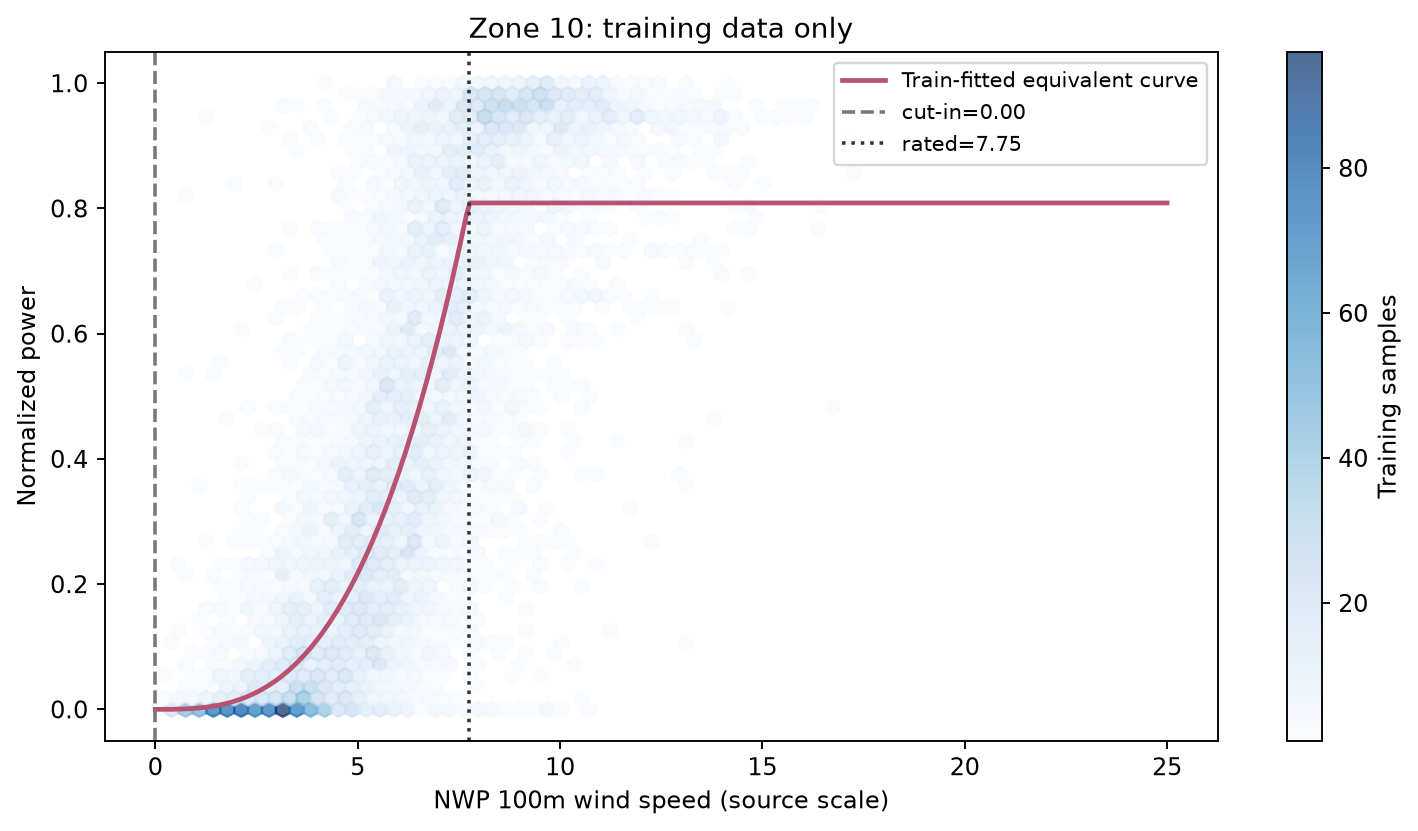 Zone 10: training data only
Train-fitted equivalent curve
cut-in=0.00
rated=7.75
Normalized power
1.0
0.8
0.6
0.4
0.2
0.0
0 5 10 15 20 25
NWP 100m wind speed (source scale)
80
60
40
20
Training samples